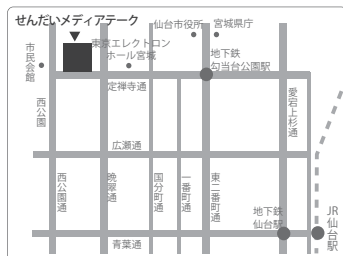 せんだいメディアテーク
仙台市役所
宮城県庁
市民会館
東京エレクトロン
ホール宮城
地下鉄
勾当台公園駅
定禅寺通
西公園
愛宕上杉通
広瀬通
西公園通
晩翠通
国分町通
一番町通
東二番町通
地下鉄
仙台駅
JR
仙台駅
青葉通